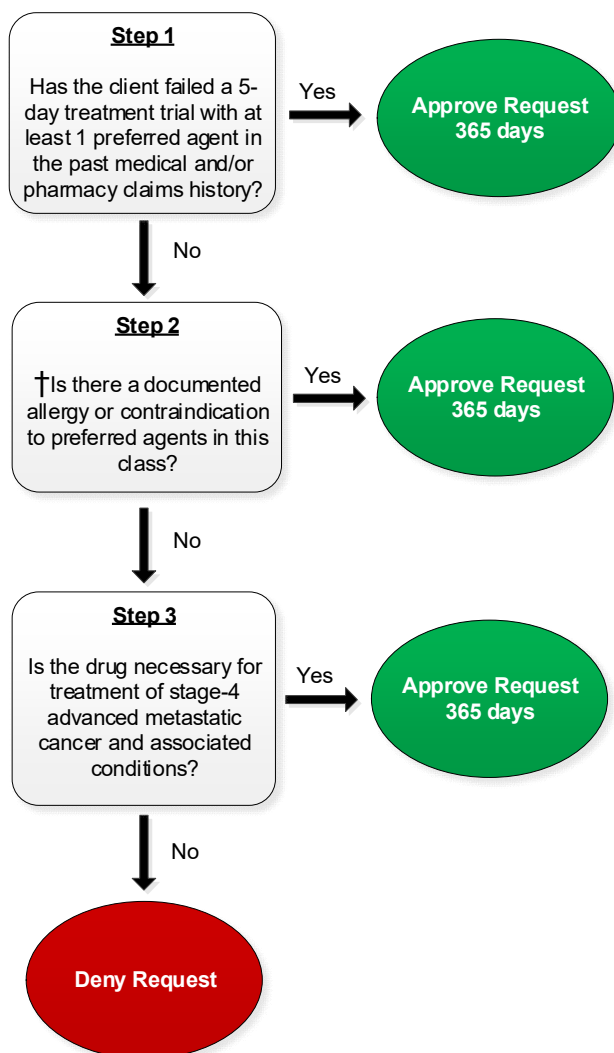 Step 1
Has the client failed a 5-
day treatment trial with at
least 1 preferred agent in
the past medical and/or
pharmacy claims history?
Yes
Approve Request
365 days
No
Step 2
†Is there a documented
allergy or contraindication
to preferred agents in this
class?
Yes
Approve Request
365 days
No
Step 3
Is the drug necessary for
treatment of stage-4
advanced metastatic
cancer and associated
conditions?
Yes
Approve Request
365 days
No
Deny Request